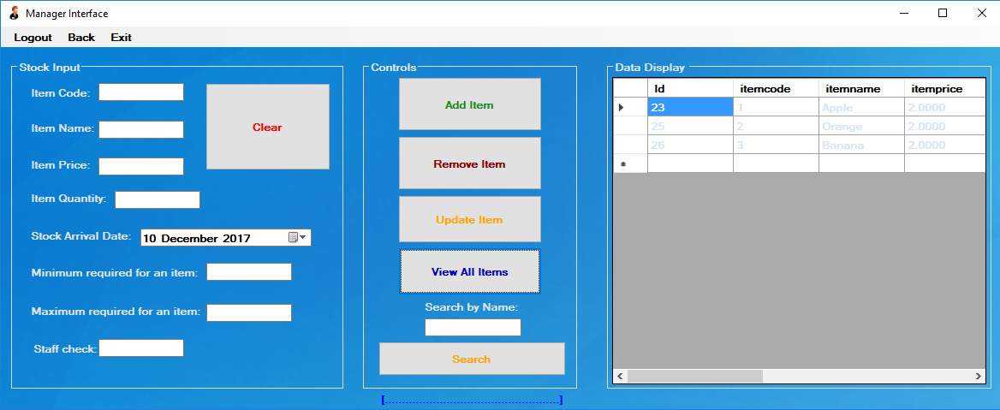 Manager Interface
Logout Back Exit
Stock Input
Item Code:
Item Name:
Item Price:
Item Quantity:
Stock Arrival Date: 10 December 2017
Minimum required for an item:
Maximum required for an item:
Staff check:
Clear
Controls
Add Item
Remove Item
Update Item
View All Items
Search by Name:
Search
[..................................................]
Data Display
Id itemcode itemname itemprice
23 1 Apple 2.0000
25 2 Orange 2.0000
26 3 Banana 2.0000